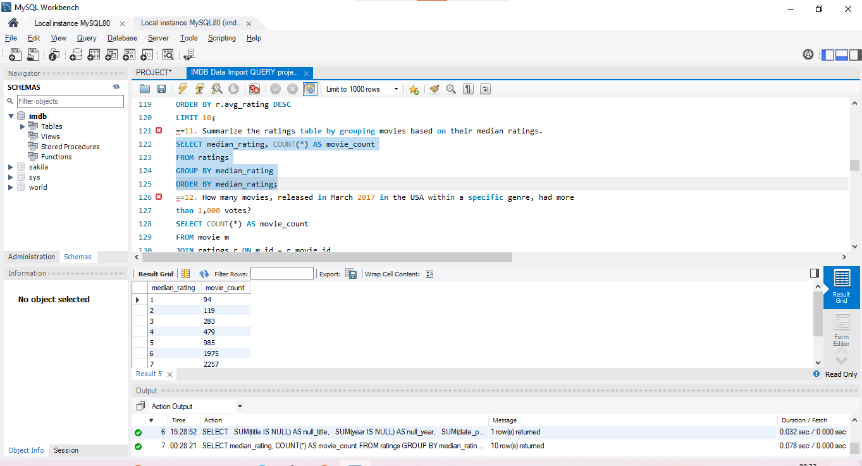 MySQL Workbench
Local instance MySQL80 × Local instance MySQL80 (imd... ×
File Edit View Query Database Server Tools Scripting Help
Navigator
PROJECT* IMDB Data Import QUERY proje... ×
SCHEMAS
Limit to 1000 rows
Filter objects
imdb
Tables
Views
Stored Procedures
Functions
sakila
sys
world
119 ORDER BY r.avg_rating DESC
120 LIMIT 10;
121 ==11. Summarize the ratings table by grouping movies based on their median ratings.
122 SELECT median_rating, COUNT(*) AS movie_count
123 FROM ratings
124 GROUP BY median_rating
125 ORDER BY median_rating;
126 ==12. How many movies, released in March 2017 in the USA within a specific genre, had more
127 than 1,000 votes?
128 SELECT COUNT(*) AS movie_count
129 FROM movie m
130 JOIN ratings r ON m.id = r.movie_id
Administration Schemas
Information
No object selected
Result Grid Filter Rows: Export: Wrap Cell Content:
median_rating movie_count
1 94
2 119
3 283
4 479
5 985
6 1975
7 2257
Result Grid
Form Editor
Result 5 ×
Read Only
Output
Action Output
# Time Action Message Duration / Fetch
6 15:28:52 SELECT SUM(title IS NULL) AS null_title, SUM(year IS NULL) AS null_year, SUM(date_p... 1 row(s) returned 0.032 sec / 0.000 sec
7 00:28:21 SELECT median_rating, COUNT(*) AS movie_count FROM ratings GROUP BY median_ratin... 10 row(s) returned 0.078 sec / 0.000 sec
Object Info Session